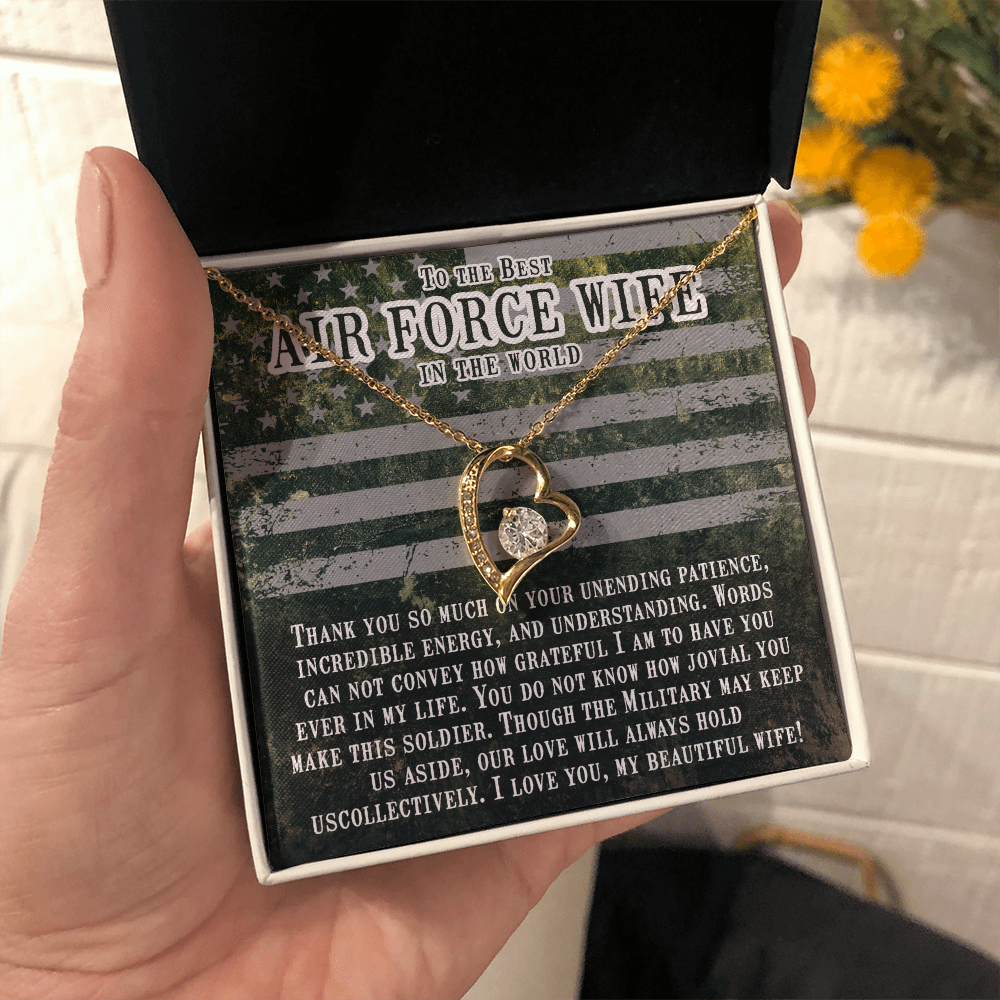 To the Best
AIR FORCE WIFE
IN THE WORLD
Thank you so much on your unending patience,
incredible energy, and understanding. Words
can not convey how grateful I am to have you
ever in my life. You do not know how jovial you
make this soldier. Though the Military may keep
us aside, our love will always hold
uscollectively. I love you, my beautiful wife!